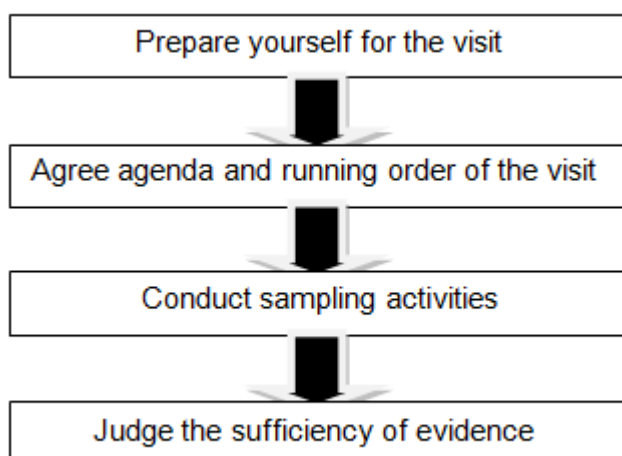 Prepare yourself for the visit
Agree agenda and running order of the visit
Conduct sampling activities
Judge the sufficiency of evidence